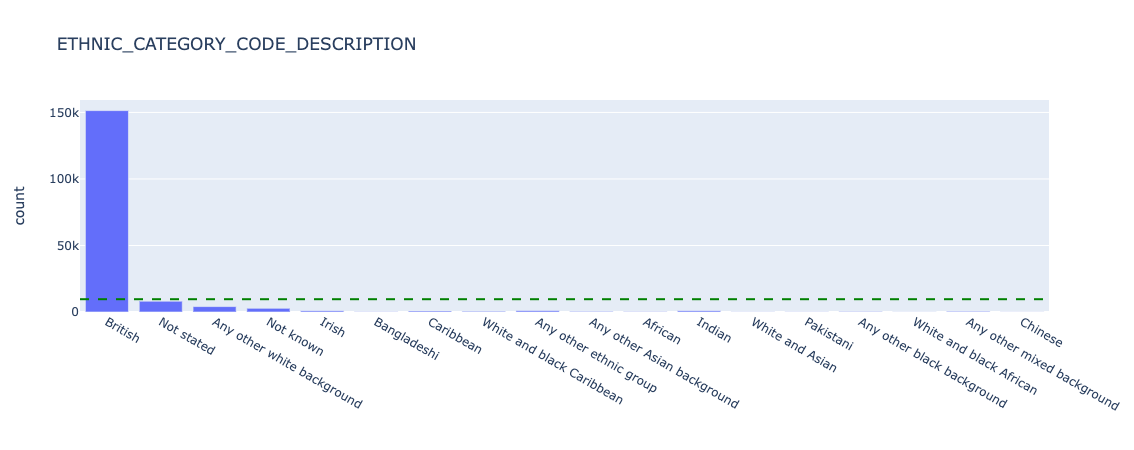 ETHNIC_CATEGORY_CODE_DESCRIPTION
count
150k
100k
50k
0
British
Not stated
Any other white background
Not known
Irish
Bangladeshi
Caribbean
White and black Caribbean
Any other ethnic group
Any other Asian background
African
Indian
White and Asian
Pakistani
Any other black background
White and black African
Any other mixed background
Chinese